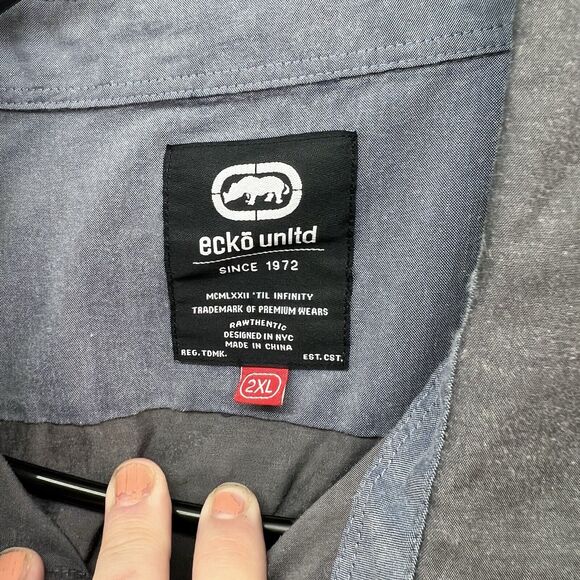 eckō unltd
SINCE 1972
MCMLXXII 'TIL INFINITY
TRADEMARK OF PREMIUM WEARS
RAWTHENTIC
DESIGNED IN NYC
MADE IN CHINA
REG. TDMK. EST. CST.
2XL